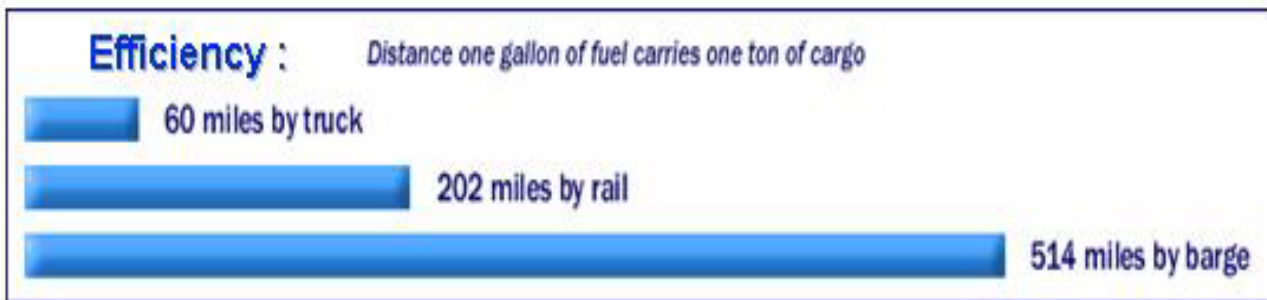 Efficiency : Distance one gallon of fuel carries one ton of cargo
60 miles by truck
202 miles by rail
514 miles by barge